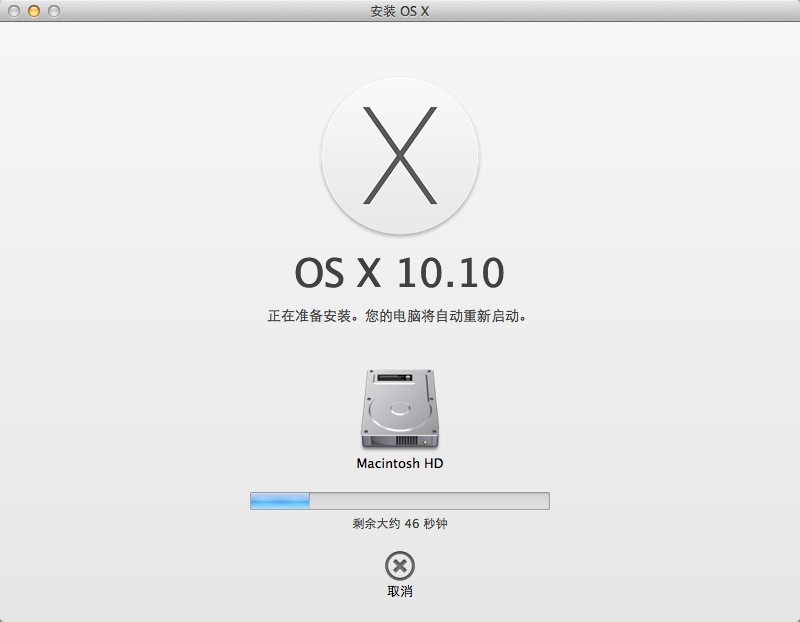 安装 OS X
X
OS X 10.10
正在准备安装。您的电脑将自动重新启动。
Macintosh HD
剩余大约 46 秒钟
取消